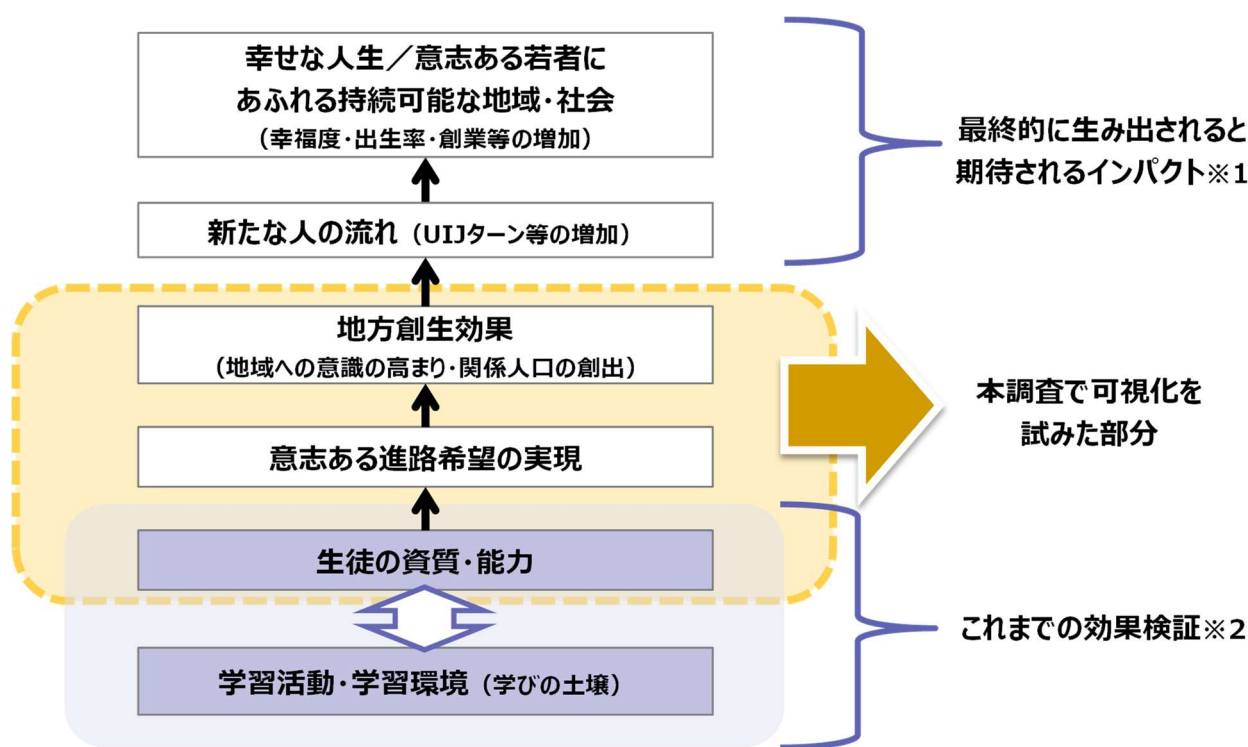 幸せな人生／意志ある若者に
あふれる持続可能な地域・社会
（幸福度・出生率・創業等の増加）
最終的に生み出されると
期待されるインパクト※1
新たな人の流れ（UIJターン等の増加）
地方創生効果
（地域への意識の高まり・関係人口の創出）
本調査で可視化を
試みた部分
意志ある進路希望の実現
生徒の資質・能力
これまでの効果検証※2
学習活動・学習環境（学びの土壌）